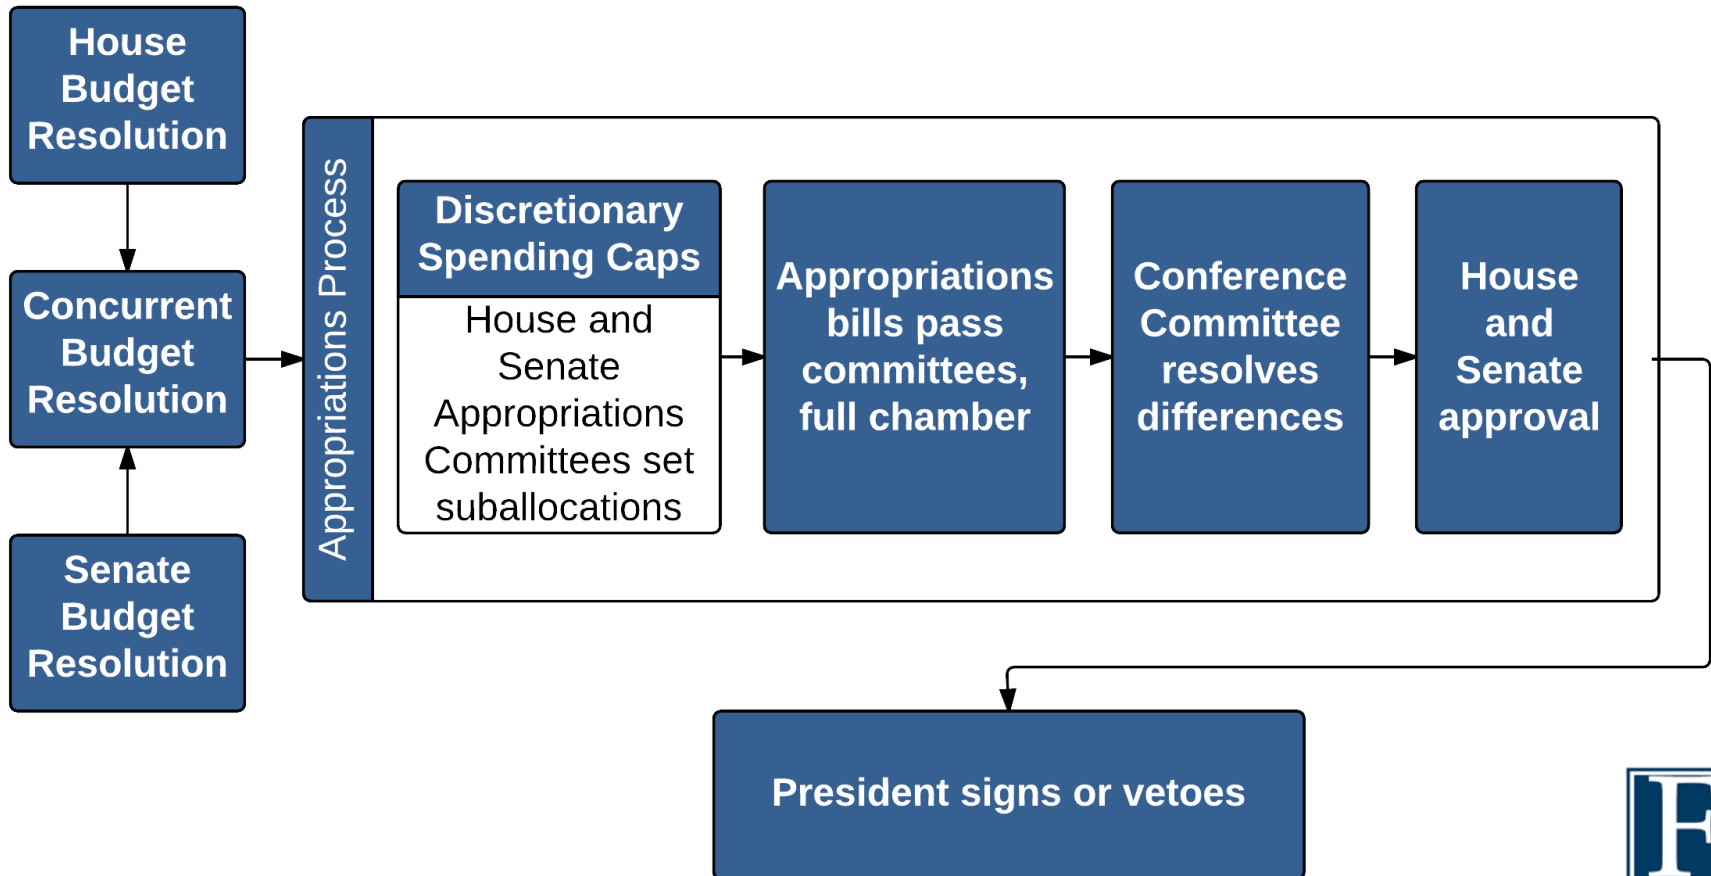 House
Budget
Resolution
Concurrent
Budget
Resolution
Senate
Budget
Resolution
Appropriations Process
Discretionary
Spending Caps
House and
Senate
Appropriations
Committees set
suballocations
Appropriations
bills pass
committees,
full chamber
Conference
Committee
resolves
differences
House
and
Senate
approval
President signs or vetoes
F